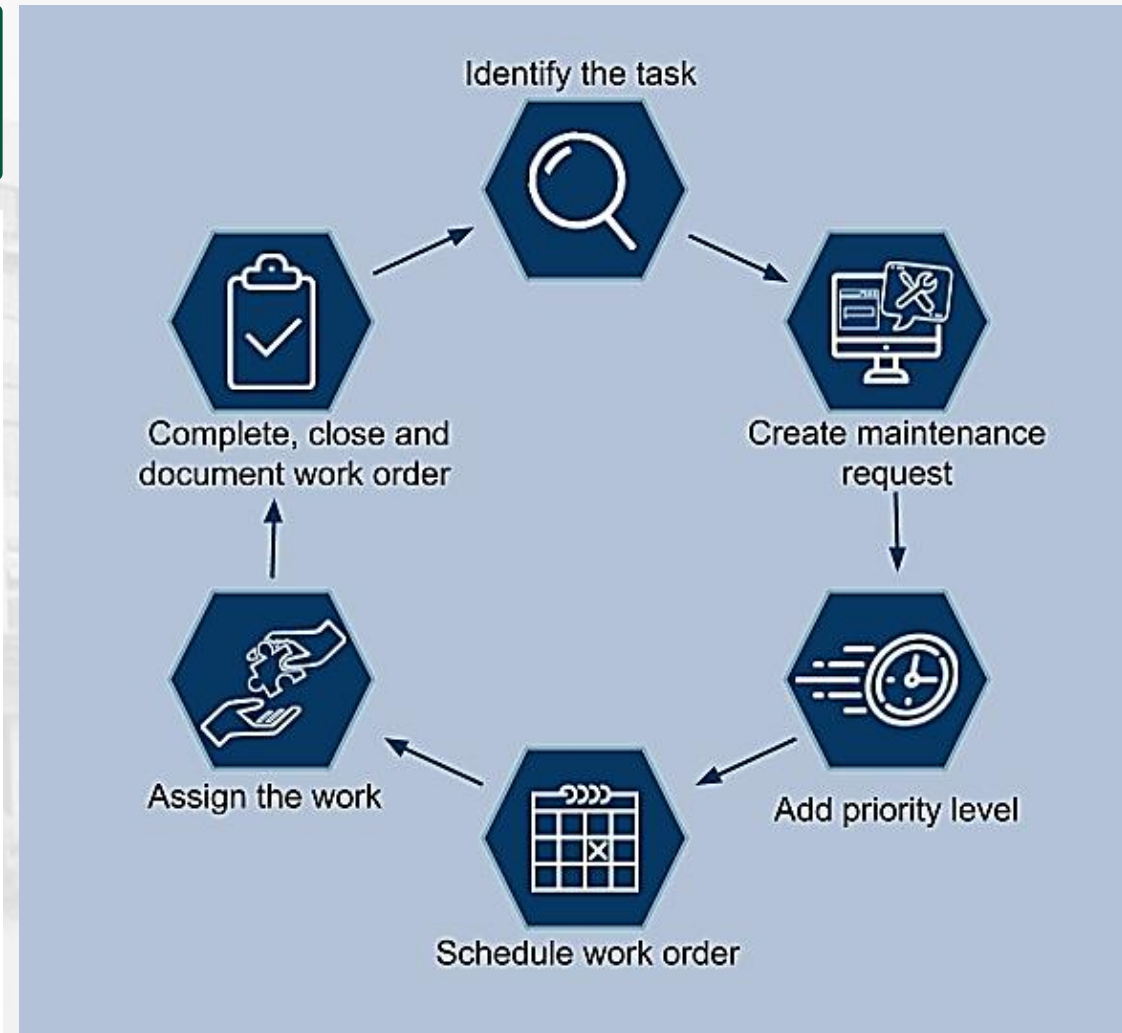 Identify the task
Create maintenance
request
Add priority level
Schedule work order
Assign the work
Complete, close and
document work order